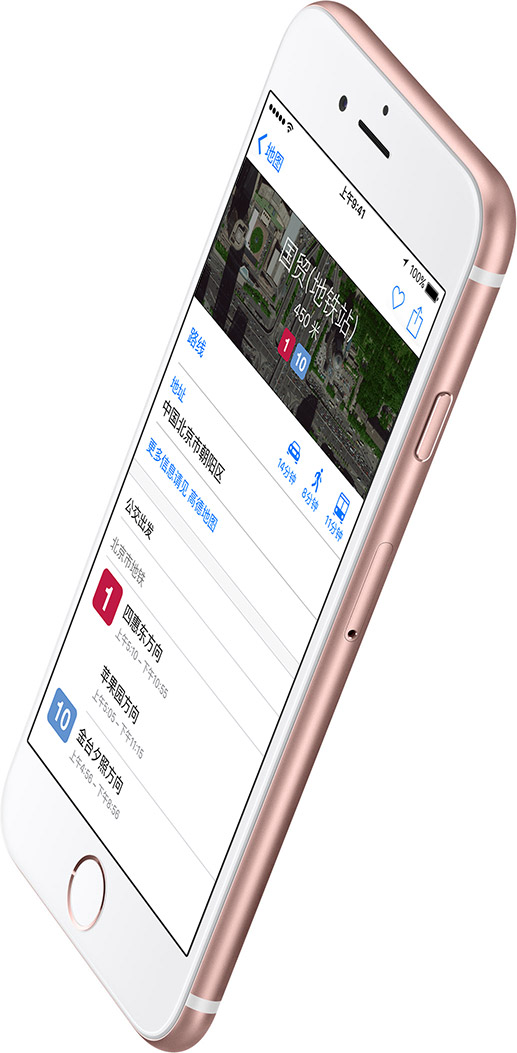 上午9:41
100%
地图
国贸(地铁站)
450 米
1 10
路线
14分钟
8分钟
11分钟
地址
中国北京市朝阳区
更多信息请见 高德地图
公交出发
北京市地铁
1
四惠东方向
上午5:10 – 下午10:55
苹果园方向
上午5:05 – 下午11:15
10
金台夕照方向
上午4:56 – 下午8:56